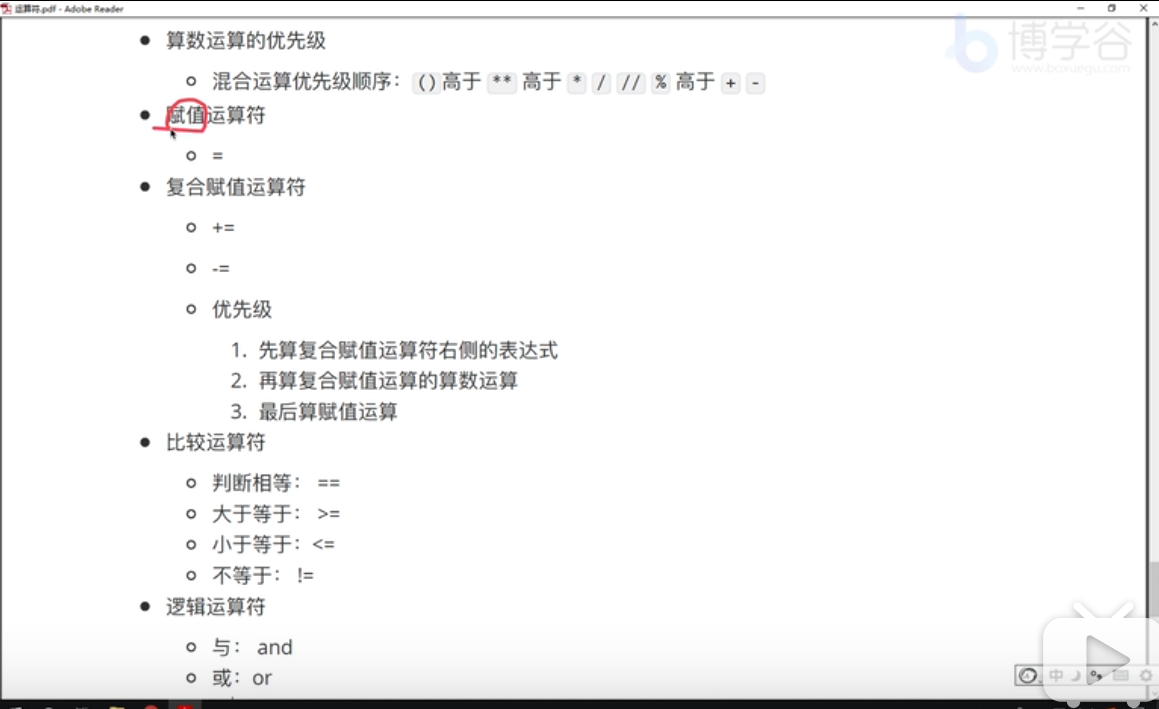 运算符.pdf - Adobe Reader
博学谷
www.boxuegu.com
算数运算的优先级
混合运算优先级顺序： () 高于 ** 高于 * / // % 高于 + -
赋值运算符
=
复合赋值运算符
+=
-=
优先级
1. 先算复合赋值运算符右侧的表达式
2. 再算复合赋值运算的算数运算
3. 最后算赋值运算
比较运算符
判断相等： ==
大于等于： >=
小于等于：<=
不等于： !=
逻辑运算符
与： and
或：or
中